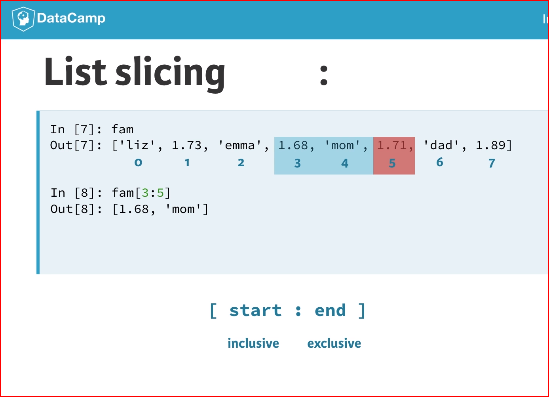 DataCamp
List slicing :
In [7]: fam
Out[7]: ['liz', 1.73, 'emma', 1.68, 'mom', 1.71, 'dad', 1.89]
0 1 2 3 4 5 6 7
In [8]: fam[3:5]
Out[8]: [1.68, 'mom']
[ start : end ]
inclusive exclusive